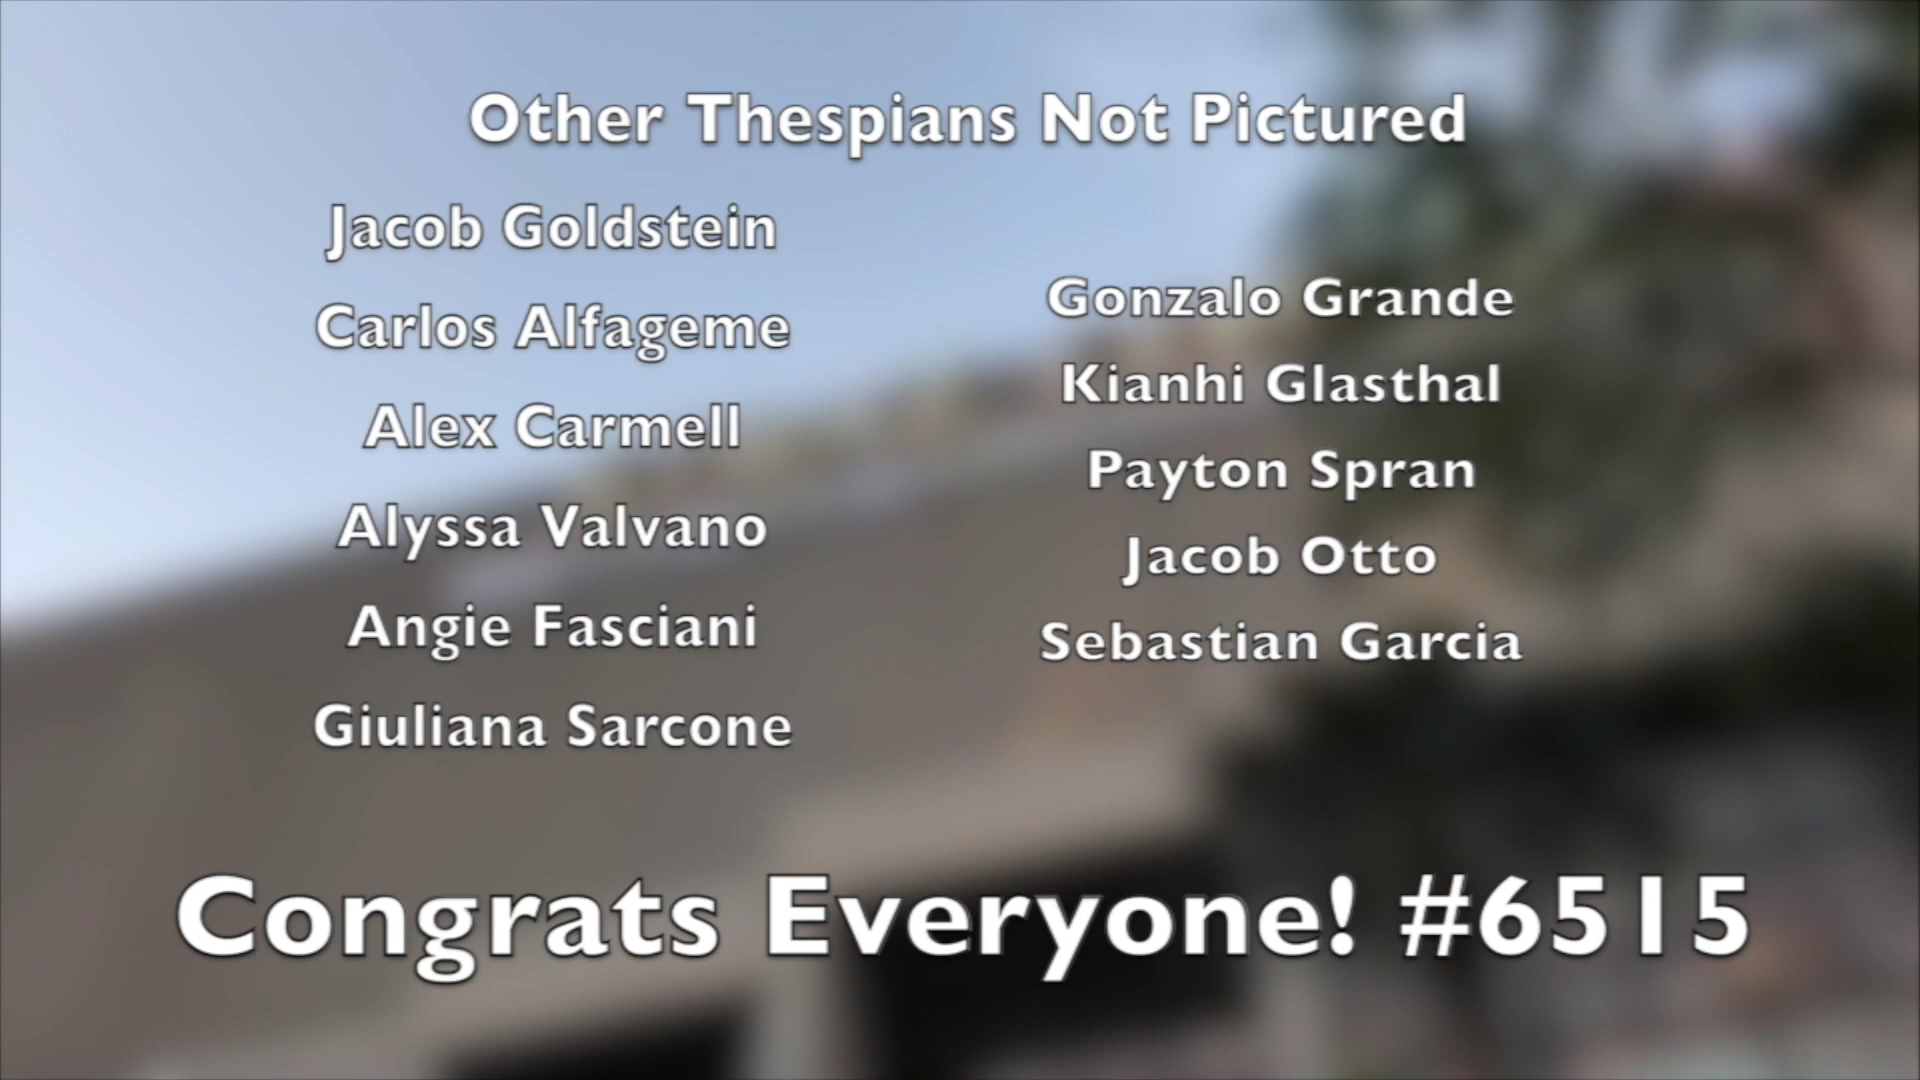 Other Thespians Not Pictured
Jacob Goldstein
Carlos Alfageme
Alex Carmell
Alyssa Valvano
Angie Fasciani
Giuliana Sarcone
Gonzalo Grande
Kianhi Glasthal
Payton Spran
Jacob Otto
Sebastian Garcia
Congrats Everyone! #6515